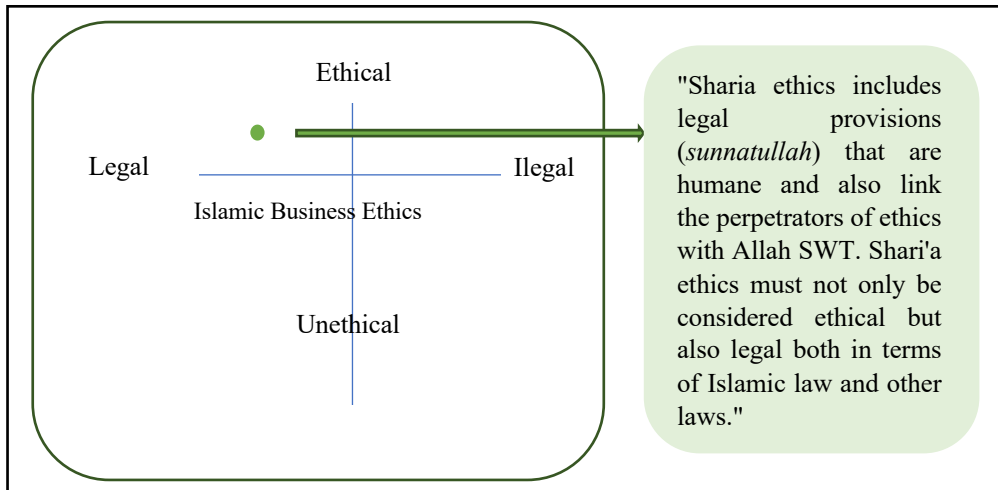 Ethical
Legal
Ilegal
Islamic Business Ethics
Unethical
"Sharia ethics includes
legal provisions
(sunnatullah) that are
humane and also link
the perpetrators of ethics
with Allah SWT. Shari'a
ethics must not only be
considered ethical but
also legal both in terms
of Islamic law and other
laws."